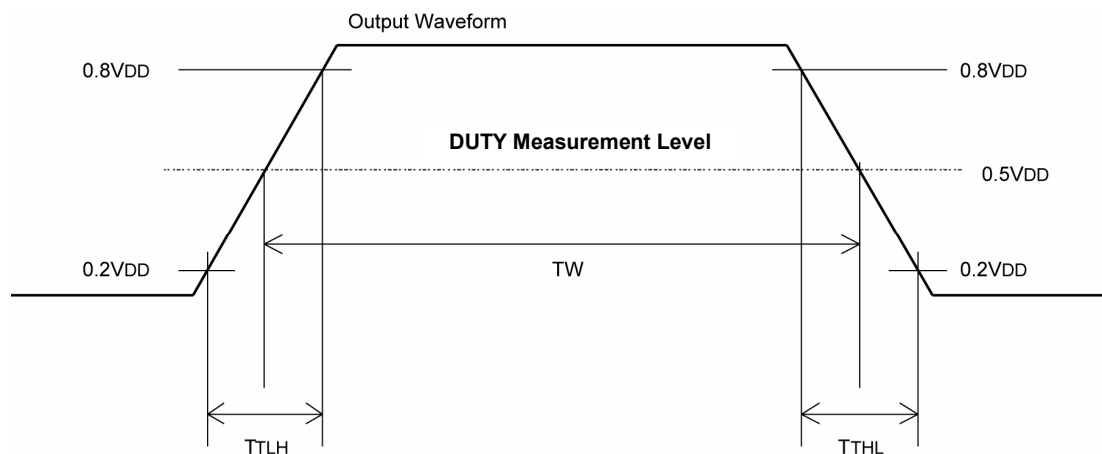 Output Waveform
0.8VDD
0.8VDD
DUTY Measurement Level
0.5VDD
0.2VDD
TW
0.2VDD
TTLH
TTHL